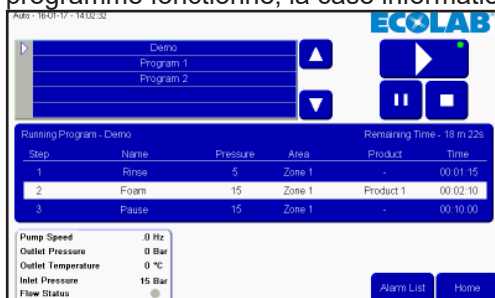 programme fonctionne, la case informatio
Auto - 16-01-17 - 14:02:32
ECOLAB
Demo
Program 1
Program 2
Running Program - Demo Remaining Time - 18 m 22s
Step Name Pressure Area Product Time
1 Rinse 5 Zone 1 - 00:01:15
2 Foam 15 Zone 1 Product 1 00:02:10
3 Pause 15 Zone 1 - 00:10:00
Pump Speed .0 Hz
Outlet Pressure 0 Bar
Outlet Temperature 0 °C
Inlet Pressure 15 Bar
Flow Status
Alarm List Home